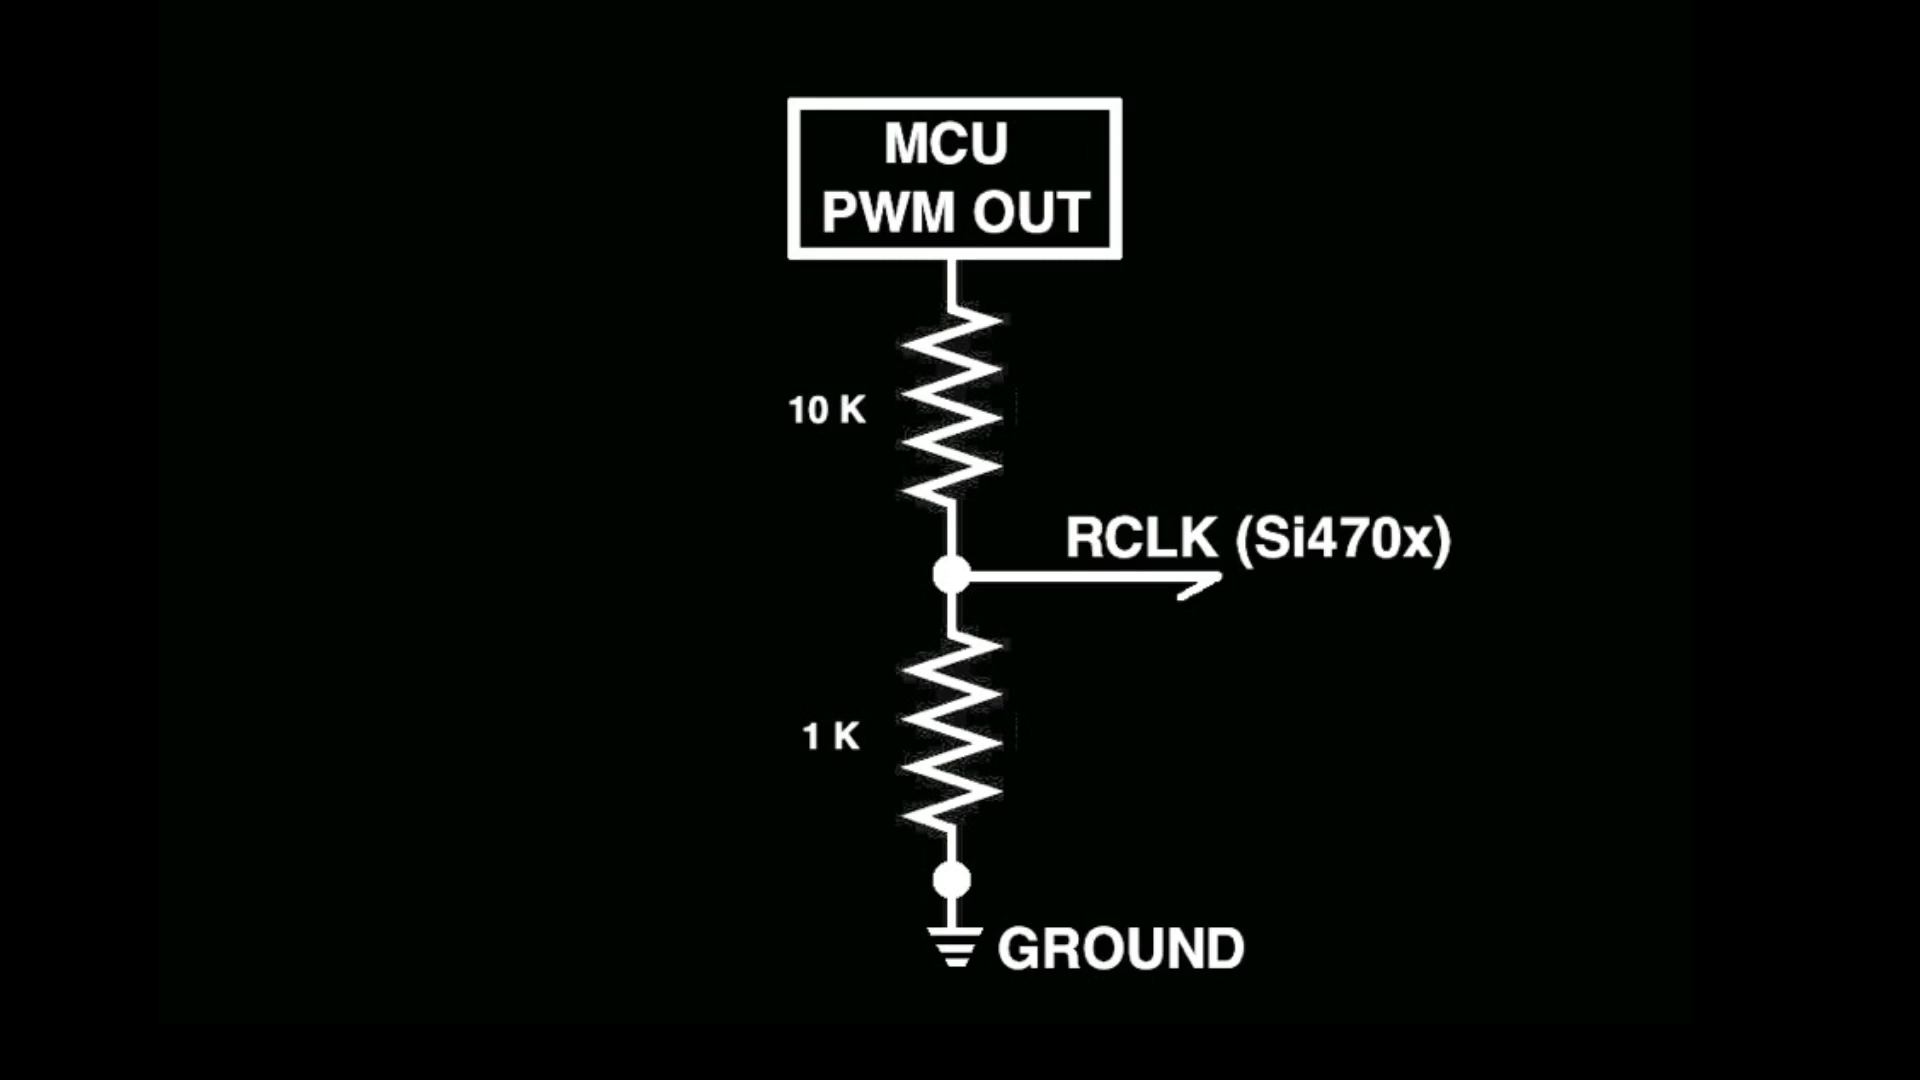 MCU
PWM OUT
10 K
RCLK (Si470x)
1 K
GROUND